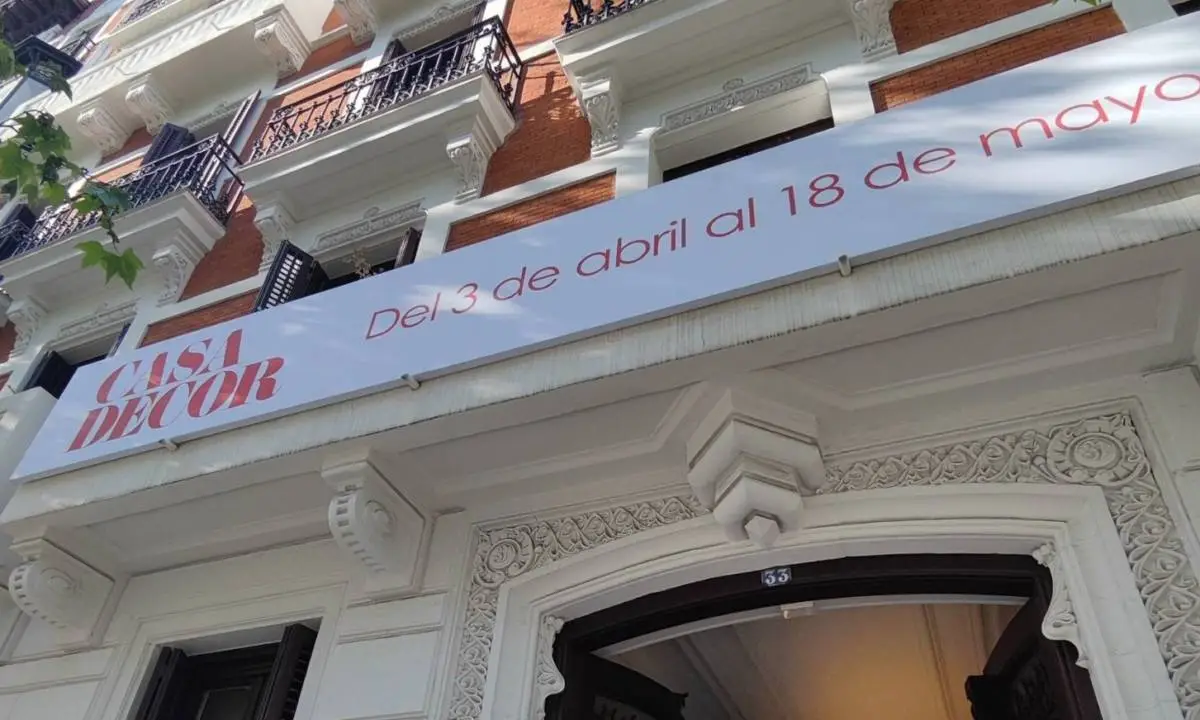 CASA
DECOR
Del 3 de abril al 18 de mayo
33